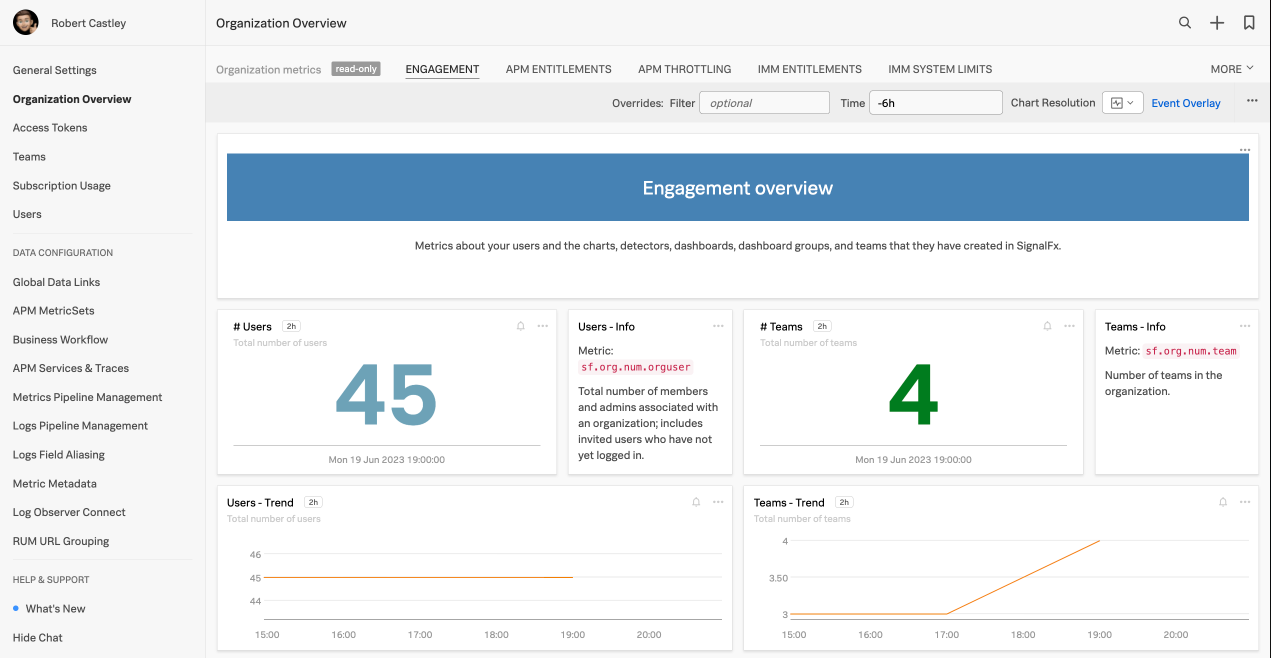 Robert Castley
Organization Overview
General Settings
Organization Overview
Access Tokens
Teams
Subscription Usage
Users
DATA CONFIGURATION
Global Data Links
APM MetricSets
Business Workflow
APM Services & Traces
Metrics Pipeline Management
Logs Pipeline Management
Logs Field Aliasing
Metric Metadata
Log Observer Connect
RUM URL Grouping
HELP & SUPPORT
What's New
Hide Chat
Organization metrics read-only ENGAGEMENT APM ENTITLEMENTS APM THROTTLING IMM ENTITLEMENTS IMM SYSTEM LIMITS MORE
Overrides: Filter optional Time -6h Chart Resolution Event Overlay
Engagement overview
Metrics about your users and the charts, detectors, dashboards, dashboard groups, and teams that they have created in SignalFx.
# Users 2h
Total number of users
45
Mon 19 Jun 2023 19:00:00
Users - Info
Metric:
sf.org.num.orguser
Total number of members
and admins associated with
an organization; includes
invited users who have not
yet logged in.
# Teams 2h
Total number of teams
4
Mon 19 Jun 2023 19:00:00
Teams - Info
Metric: sf.org.num.team
Number of teams in the
organization.
Users - Trend 2h
Total number of users
46
45
44
15:00 16:00 17:00 18:00 19:00 20:00
Teams - Trend 2h
Total number of teams
4
3.50
3
15:00 16:00 17:00 18:00 19:00 20:00